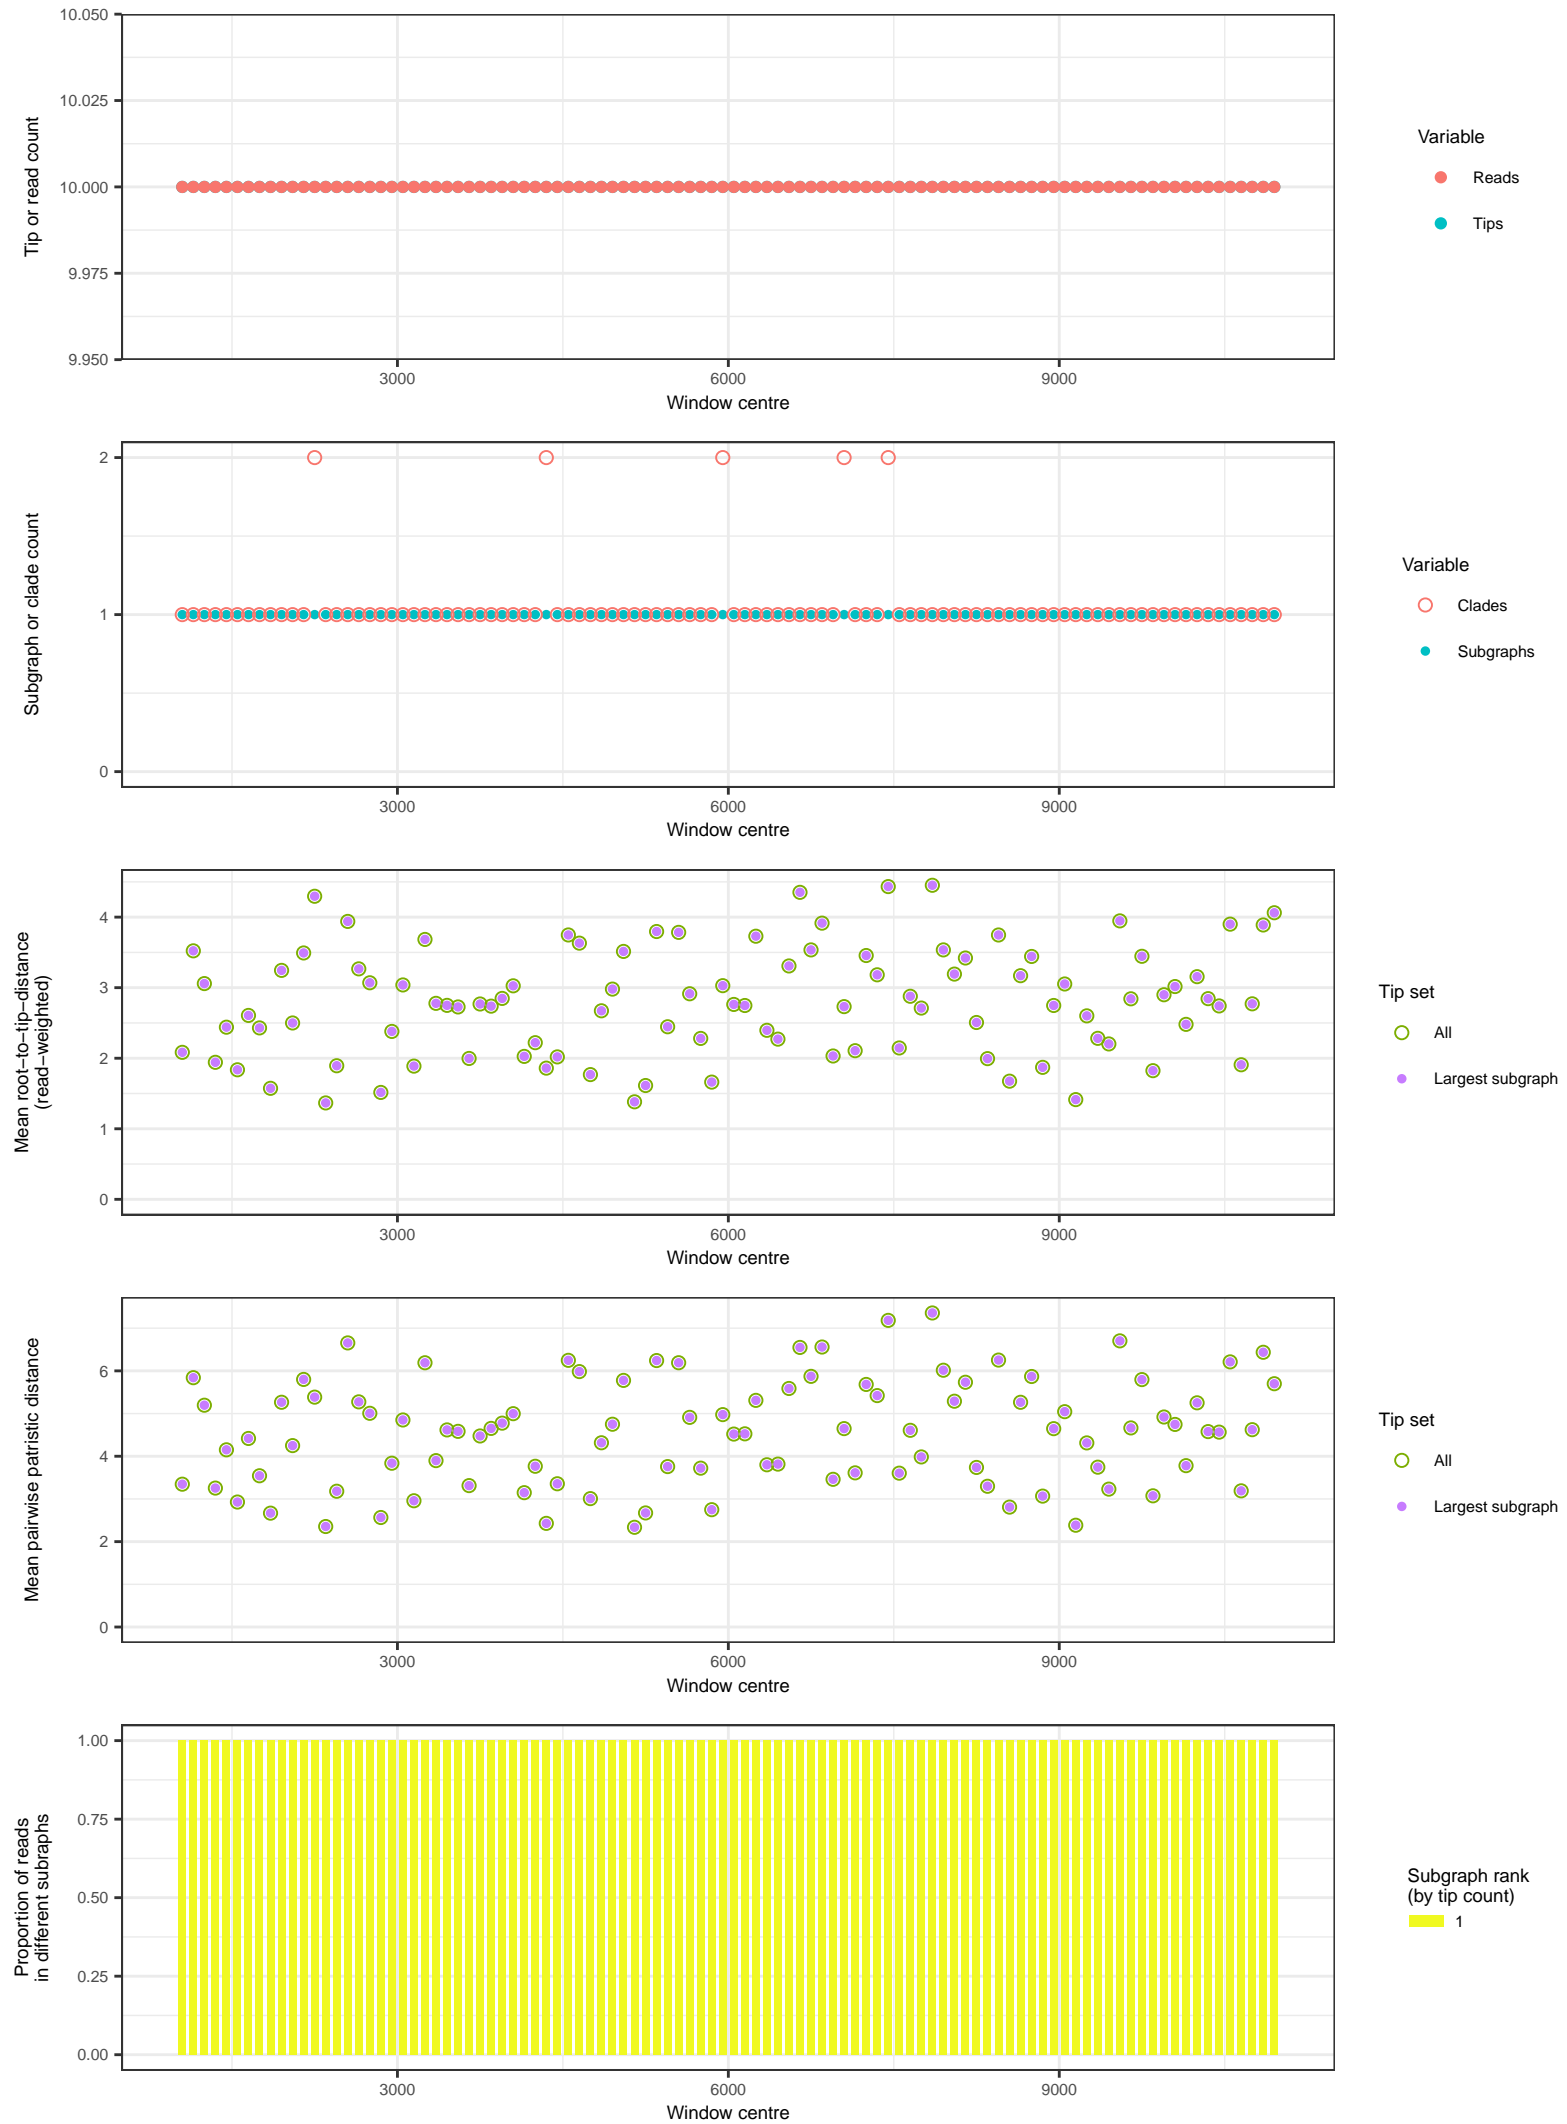 10.050
10.025
10.000
9.975
9.950
Tip or read count
3000 6000 9000
Window centre
Variable
Reads
Tips
2
1
0
Subgraph or clade count
3000 6000 9000
Window centre
Variable
Clades
Subgraphs
4
3
2
1
0
Mean root−to−tip−distance
(read−weighted)
3000 6000 9000
Window centre
Tip set
All
Largest subgraph
6
4
2
0
Mean pairwise patristic distance
3000 6000 9000
Window centre
Tip set
All
Largest subgraph
1.00
0.75
0.50
0.25
0.00
Proportion of reads
in different subraphs
3000 6000 9000
Window centre
Subgraph rank
(by tip count)
1